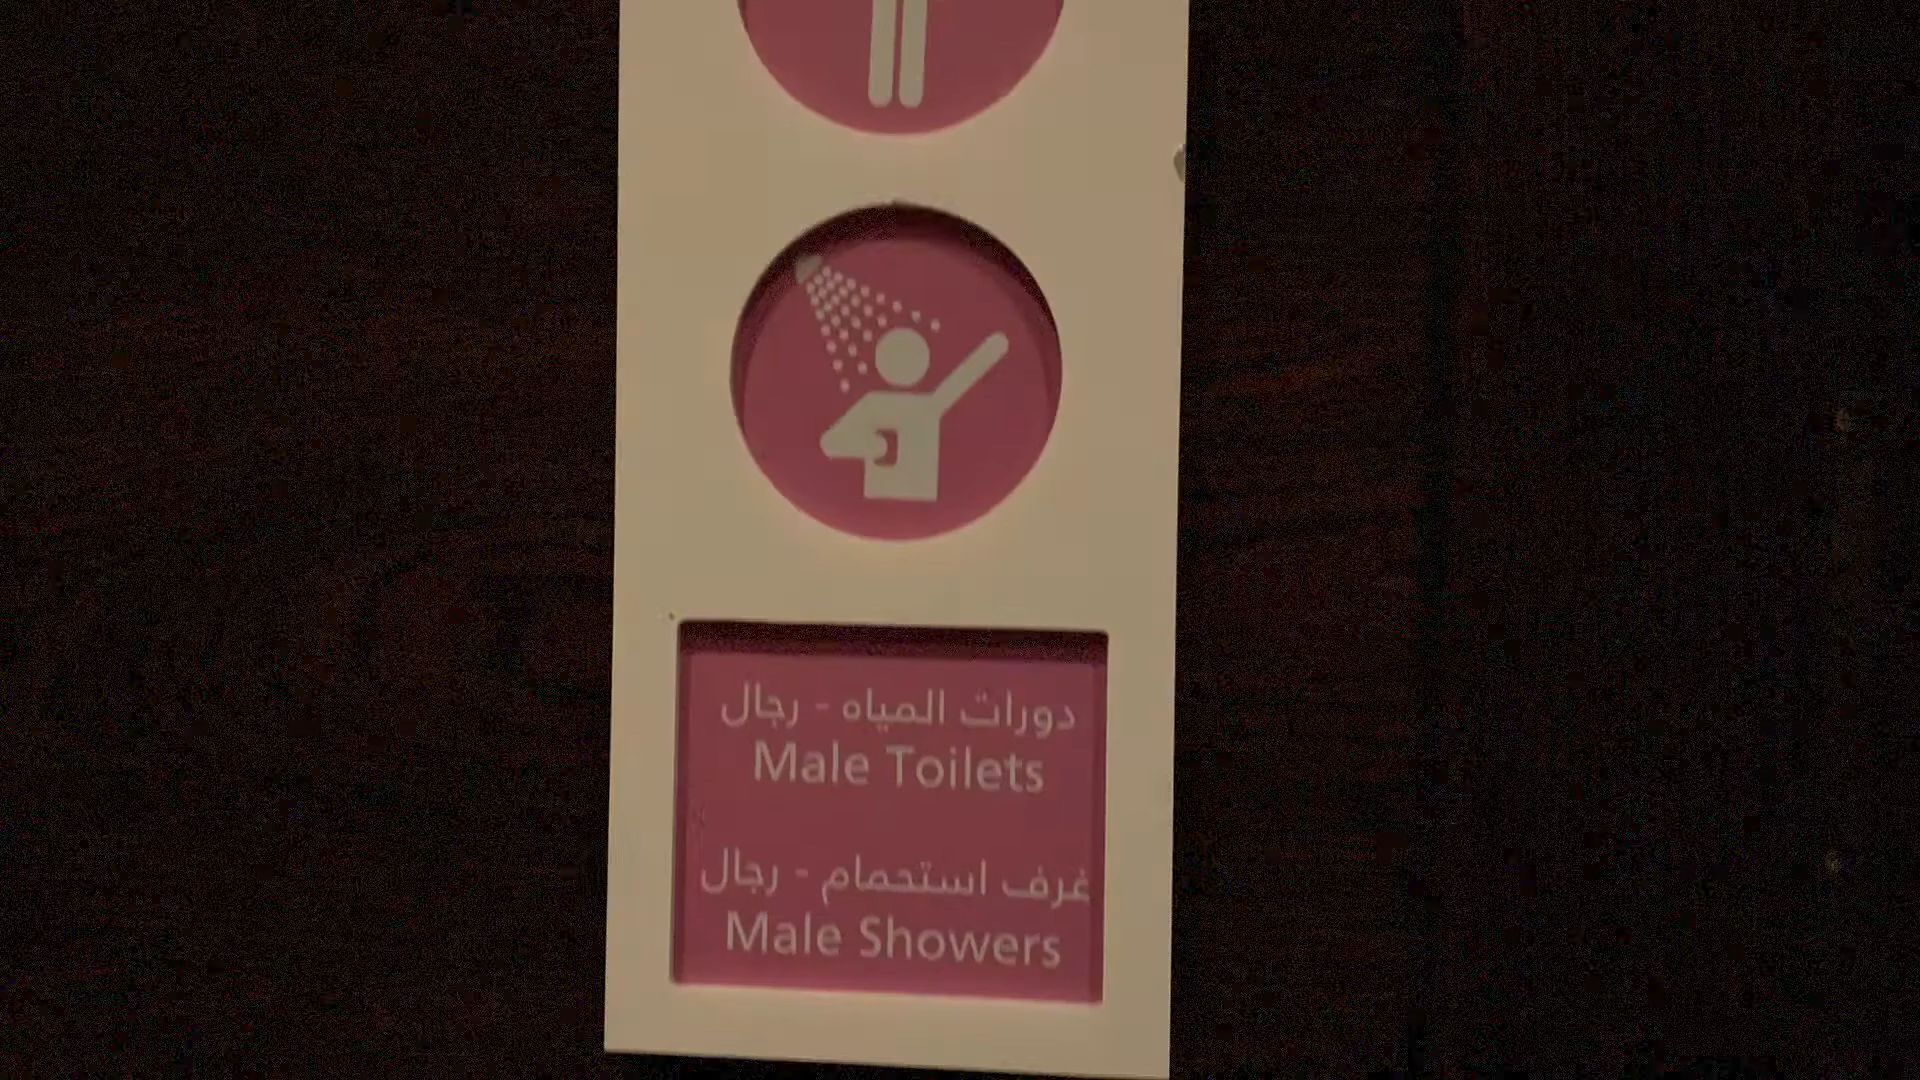 دورات المياه - رجال
Male Toilets
غرف استحمام - رجال
Male Showers